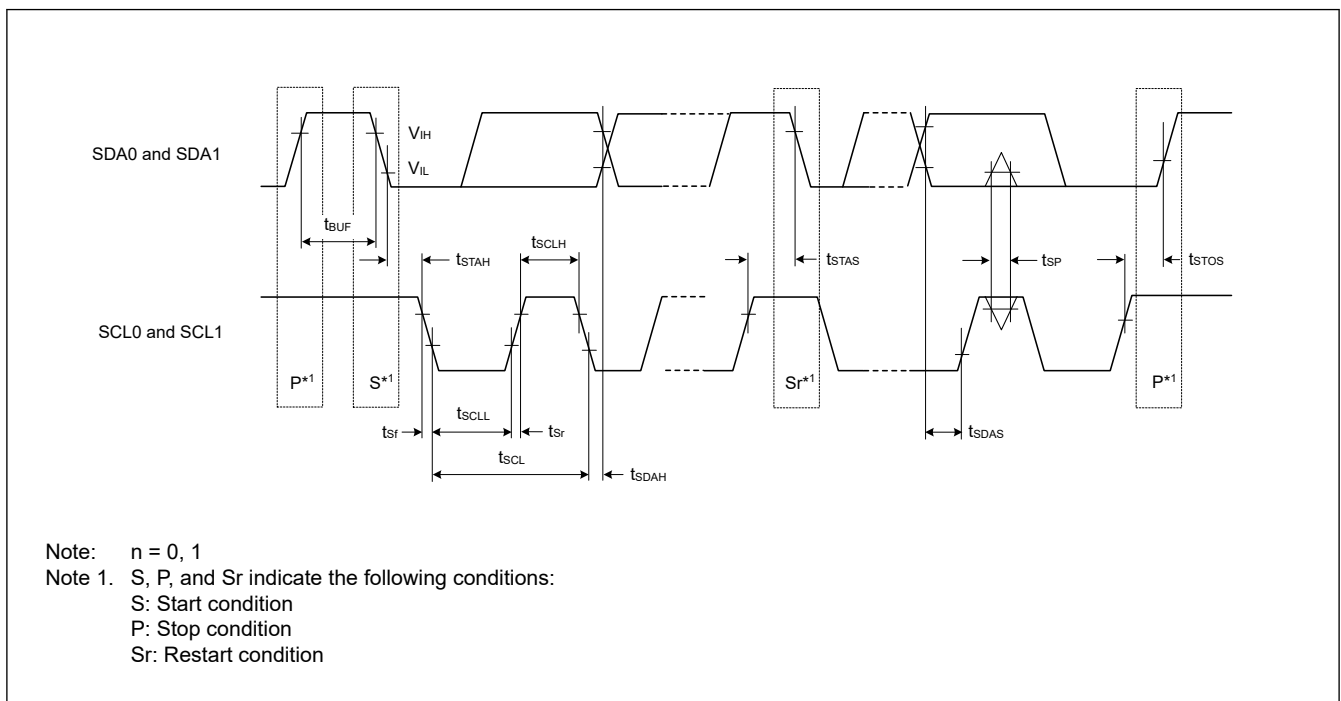 VIH
SDA0 and SDA1
VIL
tBUF
tSTAH
tSCLH
tSTAS
tSP
tSTOS
SCL0 and SCL1
P*1
S*1
Sr*1
P*1
tSf
tSCLL
tSr
tSDAS
tSCL
tSDAH
Note: n = 0, 1
Note 1. S, P, and Sr indicate the following conditions:
S: Start condition
P: Stop condition
Sr: Restart condition